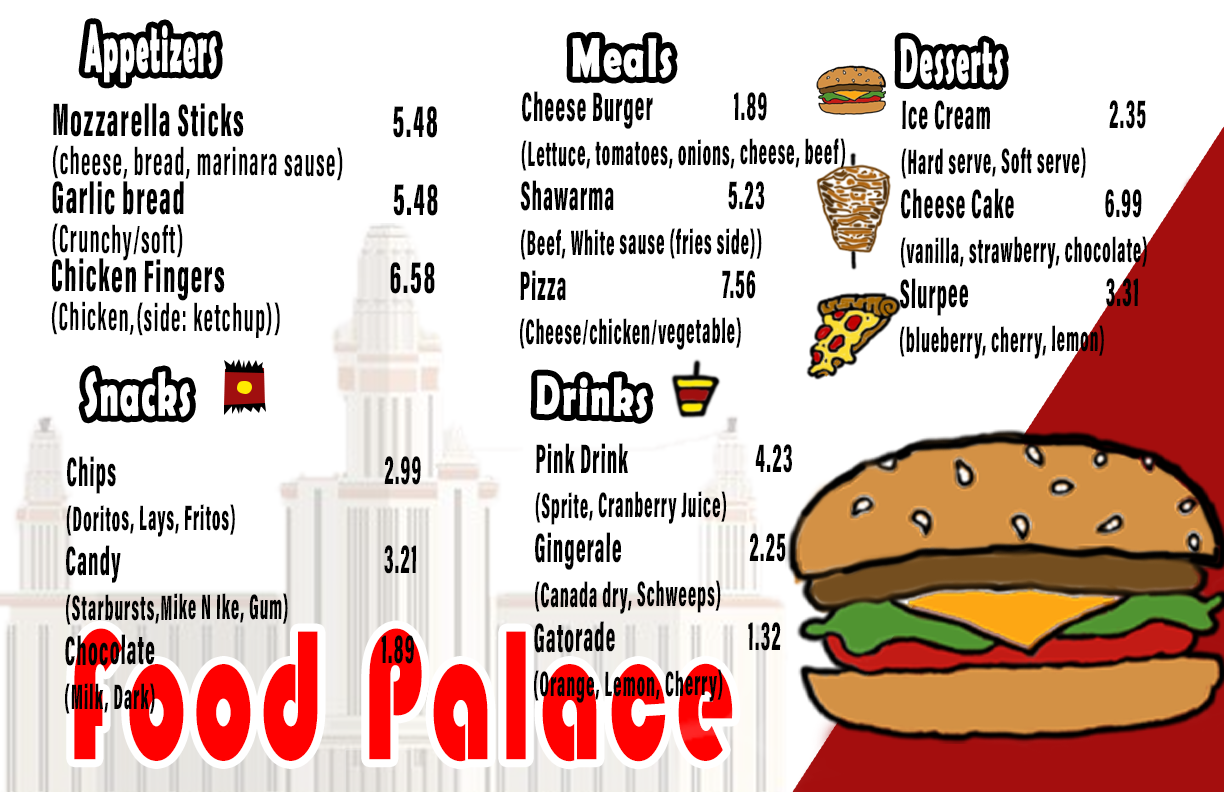 Appetizers
Mozzarella Sticks 5.48
(cheese, bread, marinara sause)
Garlic bread 5.48
(Crunchy/soft)
Chicken Fingers 6.58
(Chicken,(side: ketchup))
Snacks
Chips 2.99
(Doritos, Lays, Fritos)
Candy 3.21
(Starbursts,Mike N Ike, Gum)
Chocolate 1.89
(Milk, Dark)
Meals
Cheese Burger 1.89
(Lettuce, tomatoes, onions, cheese, beef)
Shawarma 5.23
(Beef, White sause (fries side))
Pizza 7.56
(Cheese/chicken/vegetable)
Drinks
Pink Drink 4.23
(Sprite, Cranberry Juice)
Gingerale 2.25
(Canada dry, Schweeps)
Gatorade 1.32
(Orange, Lemon, Cherry)
Desserts
Ice Cream 2.35
(Hard serve, Soft serve)
Cheese Cake 6.99
(vanilla, strawberry, chocolate)
Slurpee 3.31
(blueberry, cherry, lemon)
Food Palace